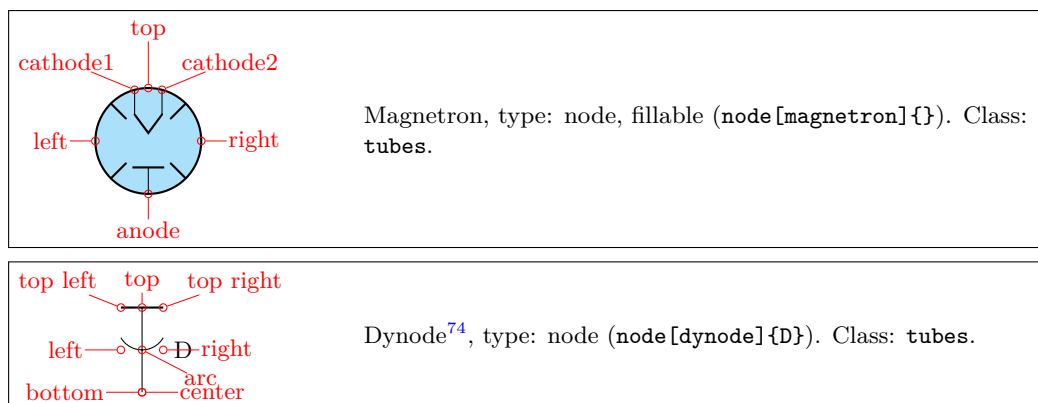 top
cathode1 cathode2
Magnetron, type: node, fillable (node[magnetron]{}). Class:
left right
tubes.
anode
top left top top right
Dynode74, type: node (node[dynode]{D}). Class: tubes.
left D right
arc
bottom center